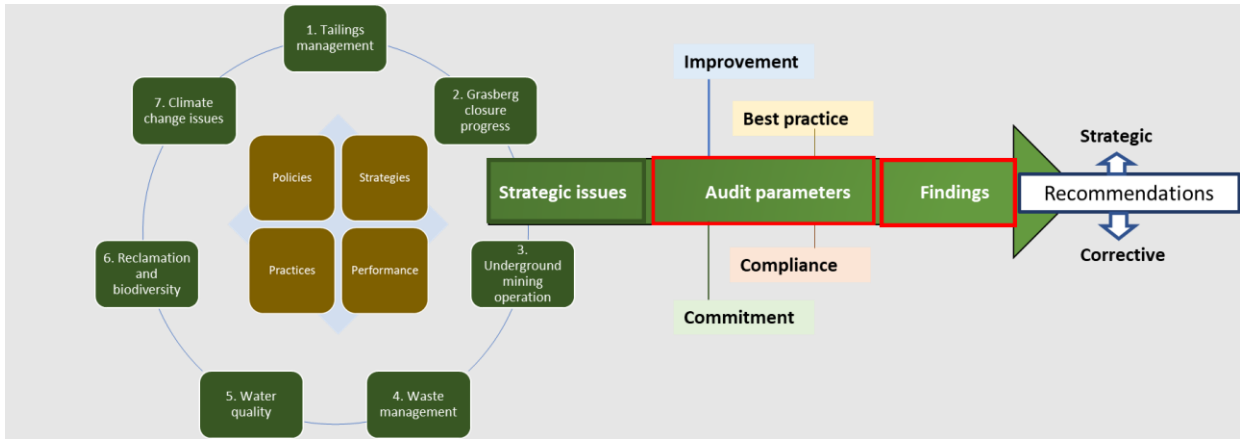 1. Tailings
management
2. Grasberg
closure
progress
3.
Underground
mining
operation
4. Waste
management
5. Water
quality
6. Reclamation
and
biodiversity
7. Climate
change issues
Policies
Strategies
Practices
Performance
Improvement
Best practice
Strategic issues
Audit parameters
Findings
Compliance
Commitment
Strategic
Recommendations
Corrective